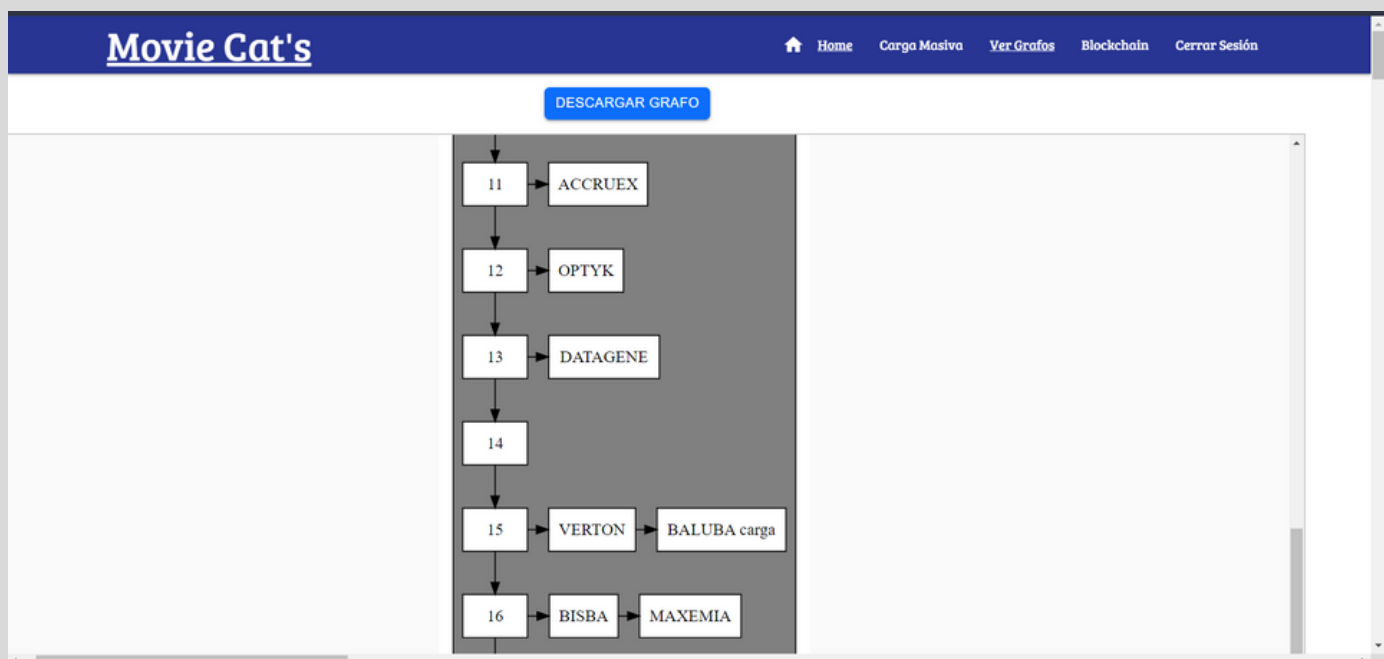 Movie Cat's
Home Carga Masiva Ver Grafos Blockchain Cerrar Sesión
DESCARGAR GRAFO
11 ACCRUEX
12 OPTYK
13 DATAGENE
14
15 VERTON BALUBA carga
16 BISBA MAXEMIA